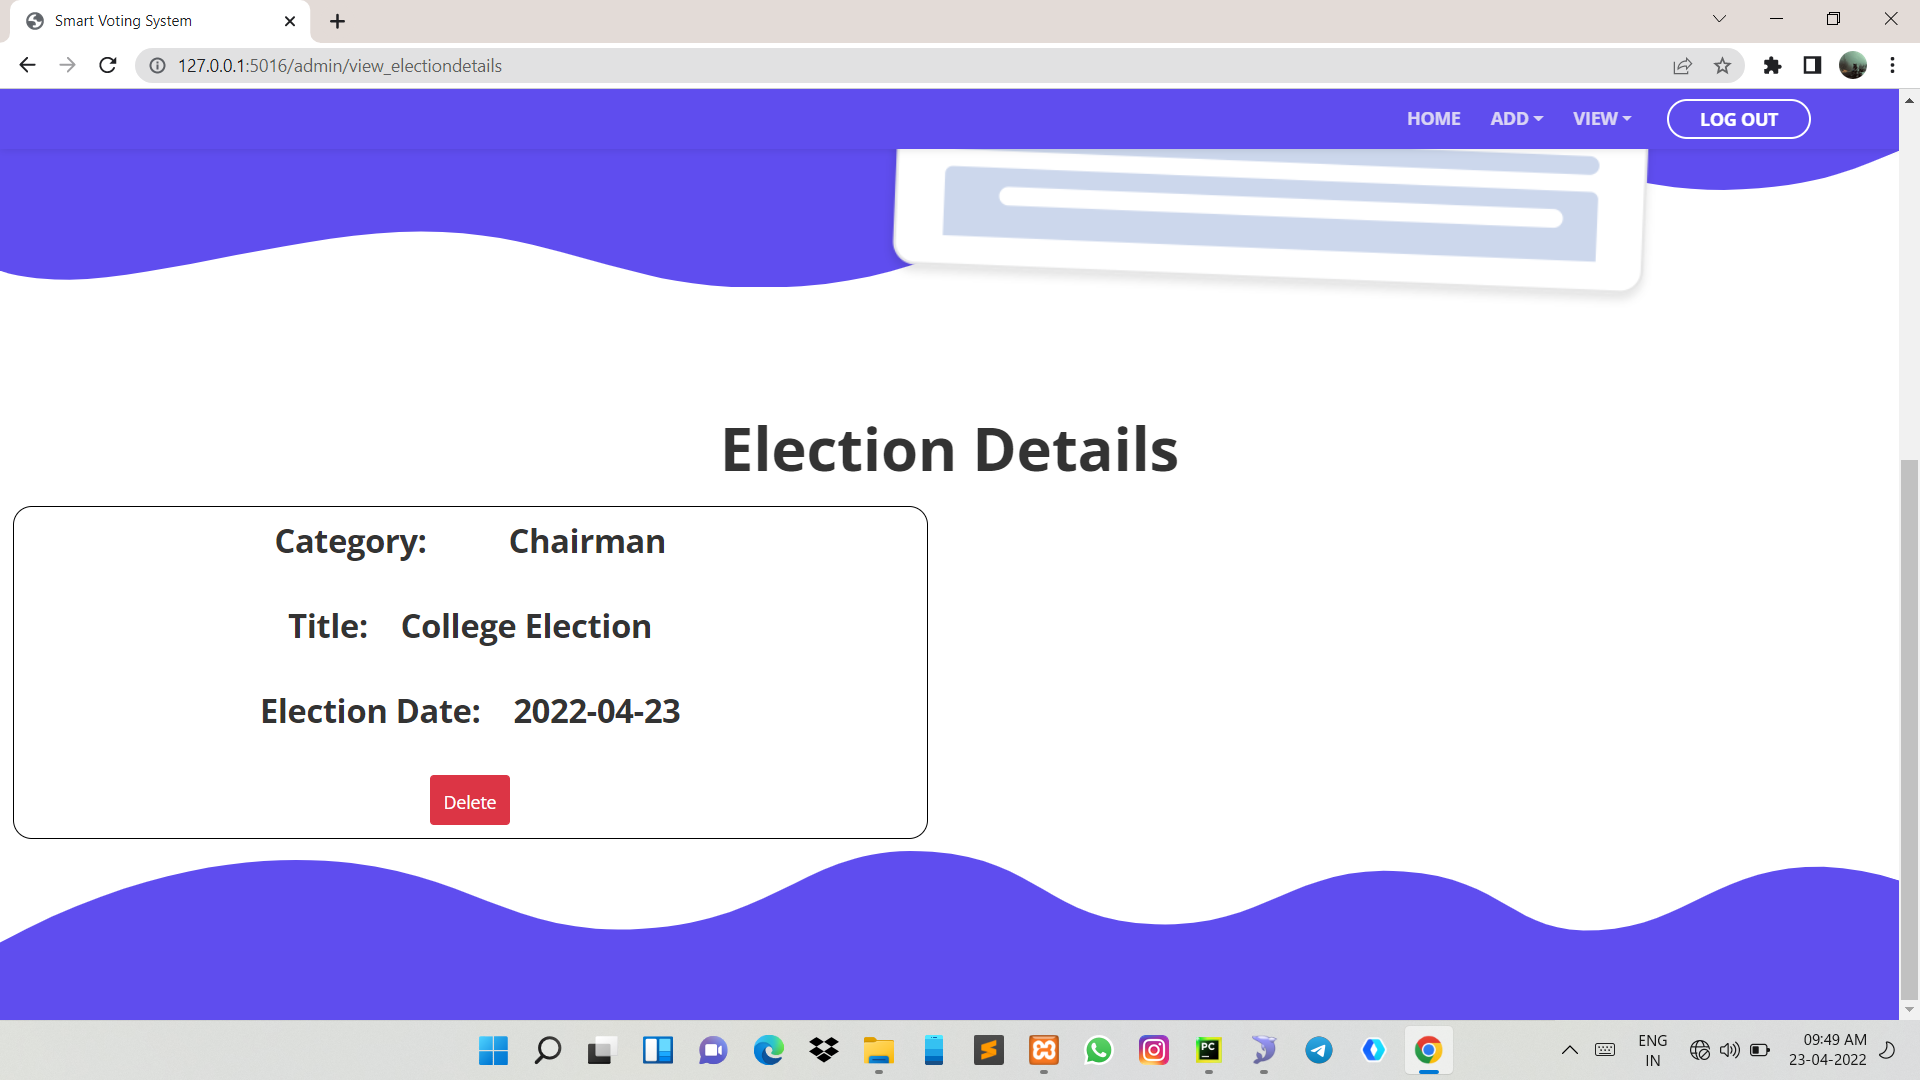 Smart Voting System
127.0.0.1:5016/admin/view_electiondetails
HOME ADD VIEW LOG OUT
Election Details
Category: Chairman
Title: College Election
Election Date: 2022-04-23
Delete
PC
ENG
IN
09:49 AM
23-04-2022